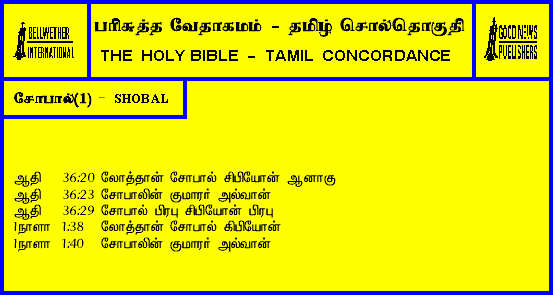 BELLWETHER
INTERNATIONAL
பரிசுத்த வேதாகமம் – தமிழ் சொல்தொகுதி
THE HOLY BIBLE – TAMIL CONCORDANCE
GOOD NEWS
PUBLISHERS
சோபால்(1) – SHOBAL
ஆதி 36:20 லோத்தான் சோபால் சிபியோன் ஆனாகு
ஆதி 36:23 சோபாலின் குமாரர் அல்வான்
ஆதி 36:29 சோபால் பிரபு சிபியோன் பிரபு
1நாளா 1:38 லோத்தான் சோபால் கிபியோன்
1நாளா 1:40 சோபாலின் குமாரர் அல்வான்